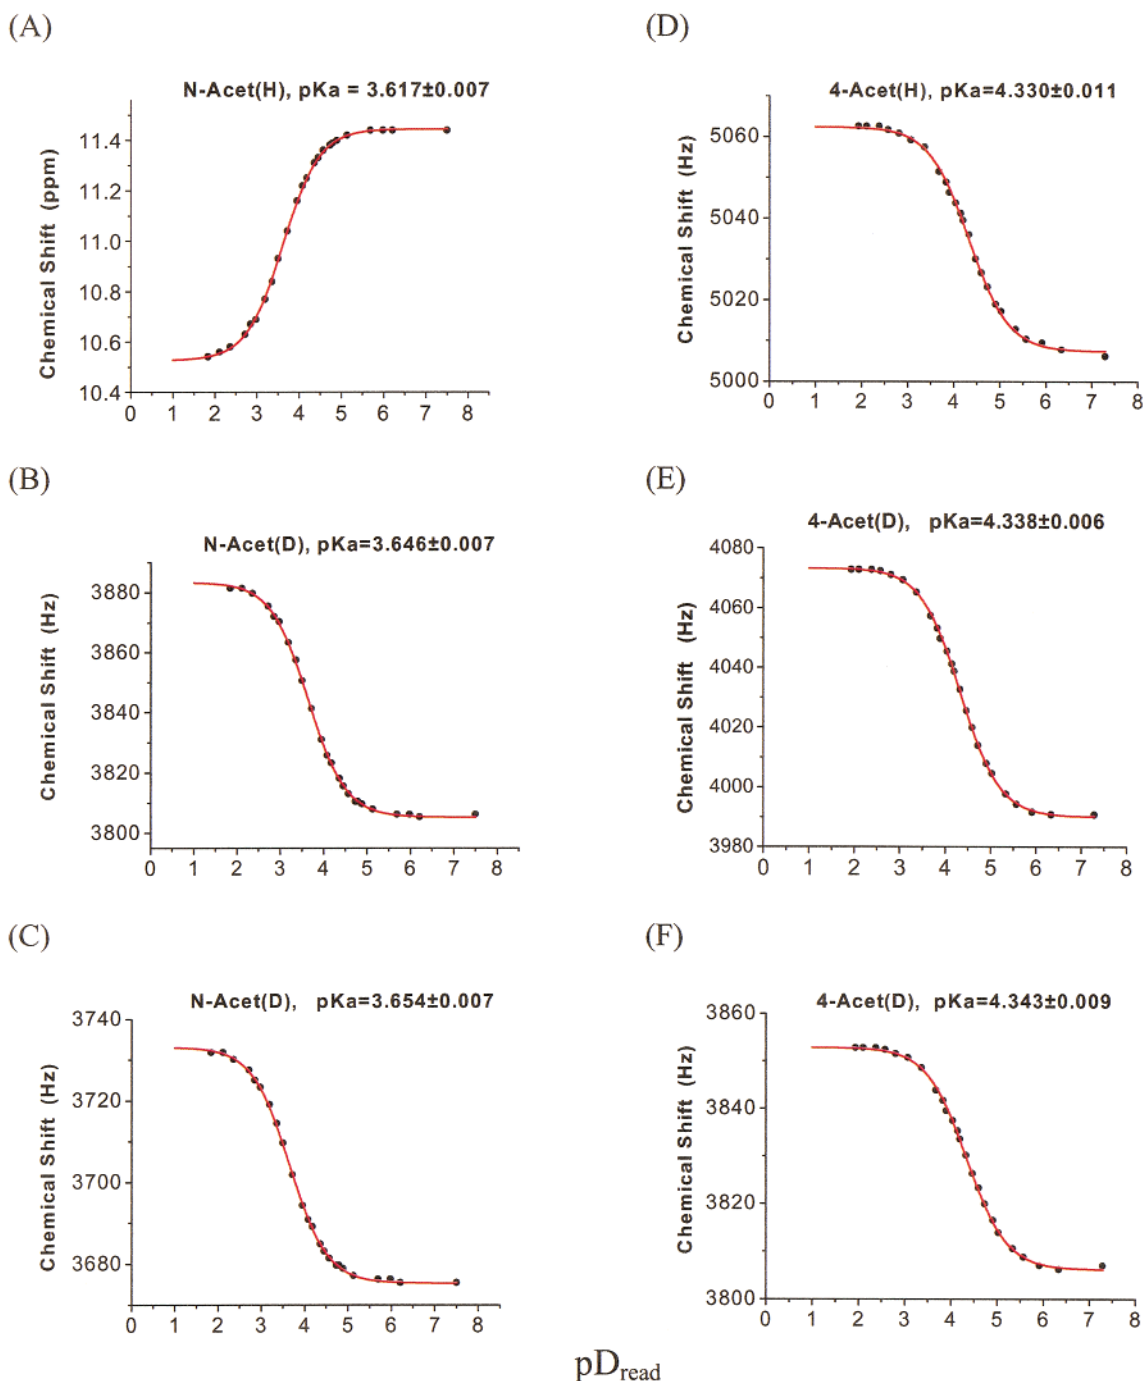 (A)
N-Acet(H), pKa = 3.617±0.007
Chemical Shift (ppm)
11.4
11.2
11.0
10.8
10.6
10.4
0 1 2 3 4 5 6 7 8
(B)
N-Acet(D), pKa=3.646±0.007
Chemical Shift (Hz)
3880
3860
3840
3820
3800
0 1 2 3 4 5 6 7 8
(C)
N-Acet(D), pKa=3.654±0.007
Chemical Shift (Hz)
3740
3720
3700
3680
0 1 2 3 4 5 6 7 8
(D)
4-Acet(H), pKa=4.330±0.011
Chemical Shift (Hz)
5060
5040
5020
5000
0 1 2 3 4 5 6 7 8
(E)
4-Acet(D), pKa=4.338±0.006
Chemical Shift (Hz)
4080
4060
4040
4020
4000
3980
0 1 2 3 4 5 6 7 8
(F)
4-Acet(D), pKa=4.343±0.009
Chemical Shift (Hz)
3860
3840
3820
3800
0 1 2 3 4 5 6 7 8
pDread